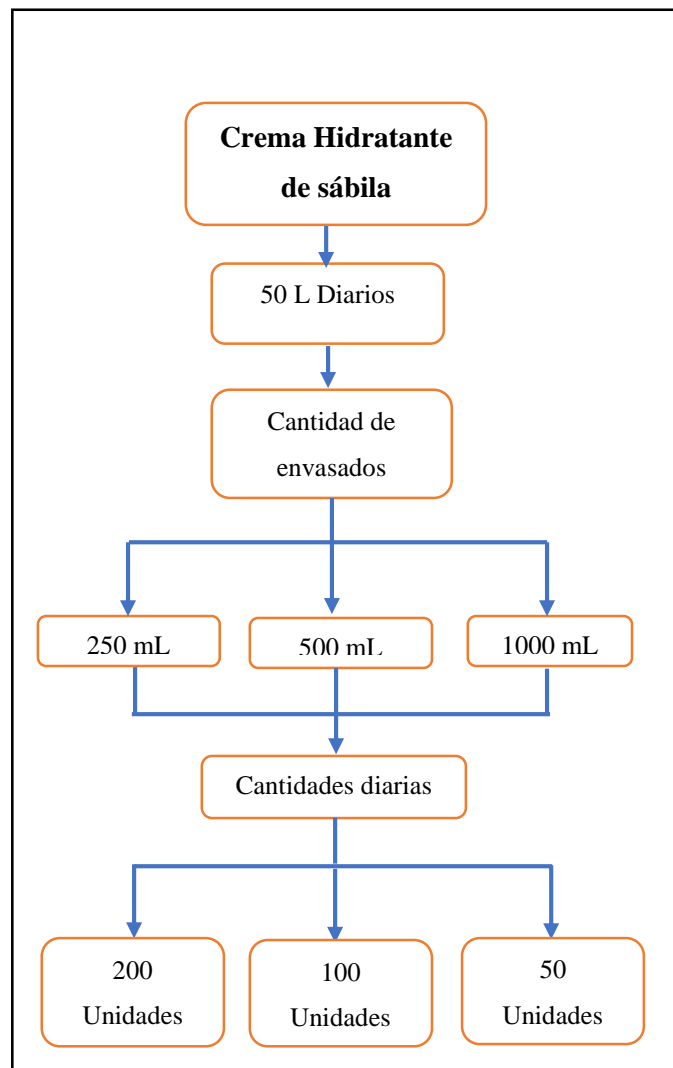 Crema Hidratante
de sábila
50 L Diarios
Cantidad de
envasados
250 mL
500 mL
1000 mL
Cantidades diarias
200
Unidades
100
Unidades
50
Unidades